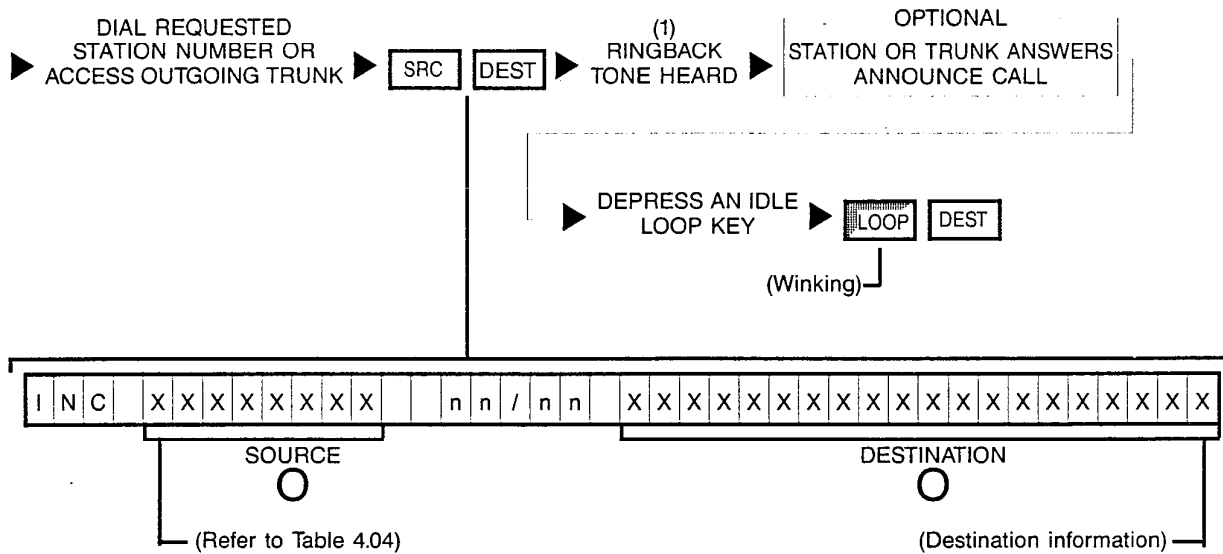 DIAL REQUESTED
STATION NUMBER OR
ACCESS OUTGOING TRUNK
SRC DEST
(1)
RINGBACK
TONE HEARD
OPTIONAL
STATION OR TRUNK ANSWERS
ANNOUNCE CALL
DEPRESS AN IDLE
LOOP KEY
LOOP DEST
(Winking)
I N C X X X X X X X X n n / n n X X X X X X X X X X X X X X X X X X X X
SOURCE
DESTINATION
(Refer to Table 4.04)
(Destination information)